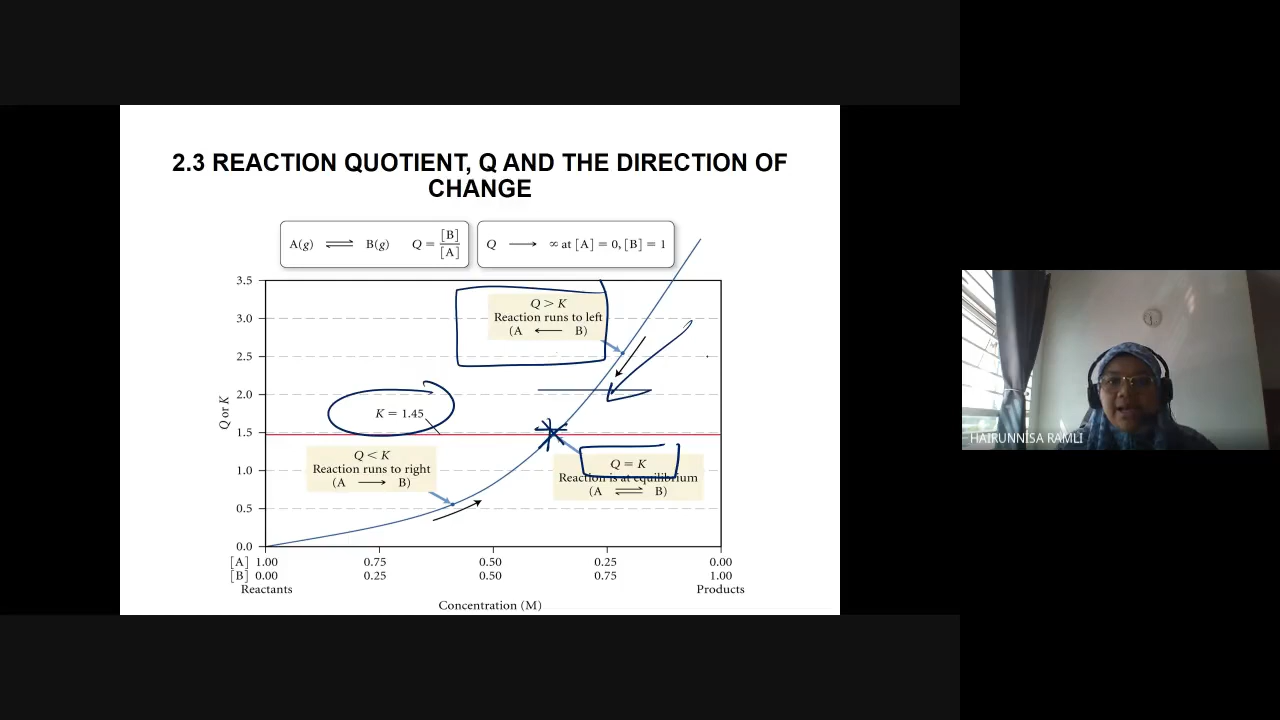 2.3 REACTION QUOTIENT, Q AND THE DIRECTION OF
CHANGE
A(g) ⇌ B(g) Q = [B]/[A]
Q ⟶ ∞ at [A] = 0, [B] = 1
Q or K
3.5
3.0
2.5
2.0
1.5
1.0
0.5
0.0
Q > K
Reaction runs to left
(A ⟵ B)
K = 1.45
Q < K
Reaction runs to right
(A ⟶ B)
Q = K
Reaction is at equilibrium
(A ⇌ B)
[A] 1.00 0.75 0.50 0.25 0.00
[B] 0.00 0.25 0.50 0.75 1.00
Reactants Products
Concentration (M)
HAIRUNNISA RAMLI